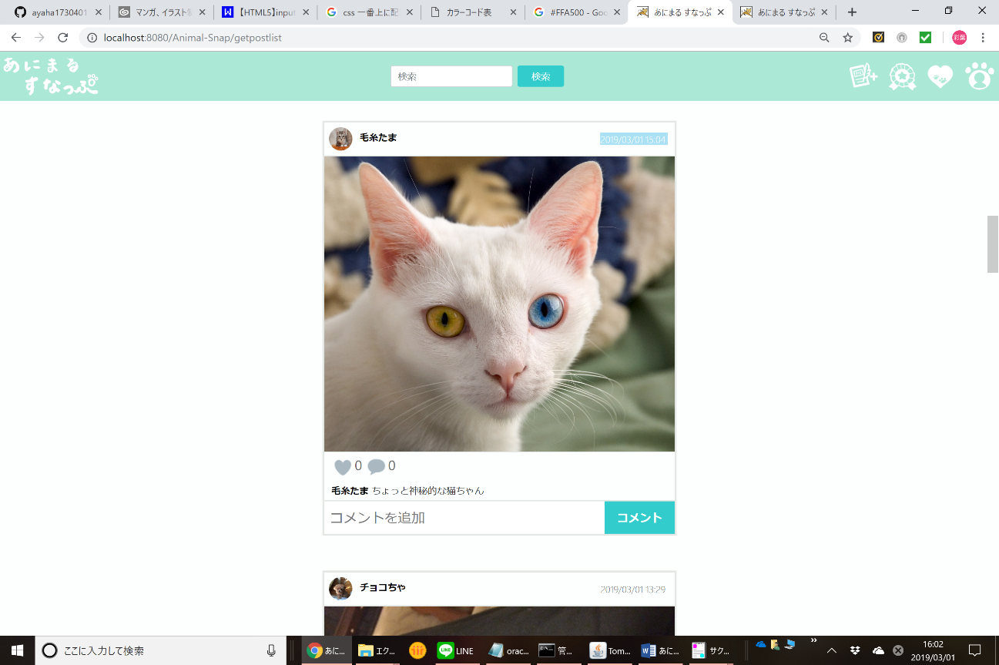 ayaha1730401
マンガ、イラスト
【HTML5】input
css 一番上に配
カラーコード表
#FFA500 - Goo
あにまる すなっぷ
あにまる すなっぷ
localhost:8080/Animal-Snap/getpostlist
彩葉
あにまる
すなっぷ
検索
検索
毛糸たま
2019/03/01 15:04
0
0
毛糸たま ちょっと神秘的な猫ちゃん
コメントを追加
コメント
チョコちゃ
2019/03/01 13:29
ここに入力して検索
あに...
エク...
LINE
orac...
管...
Tom...
あに...
サク...
16:02
2019/03/01